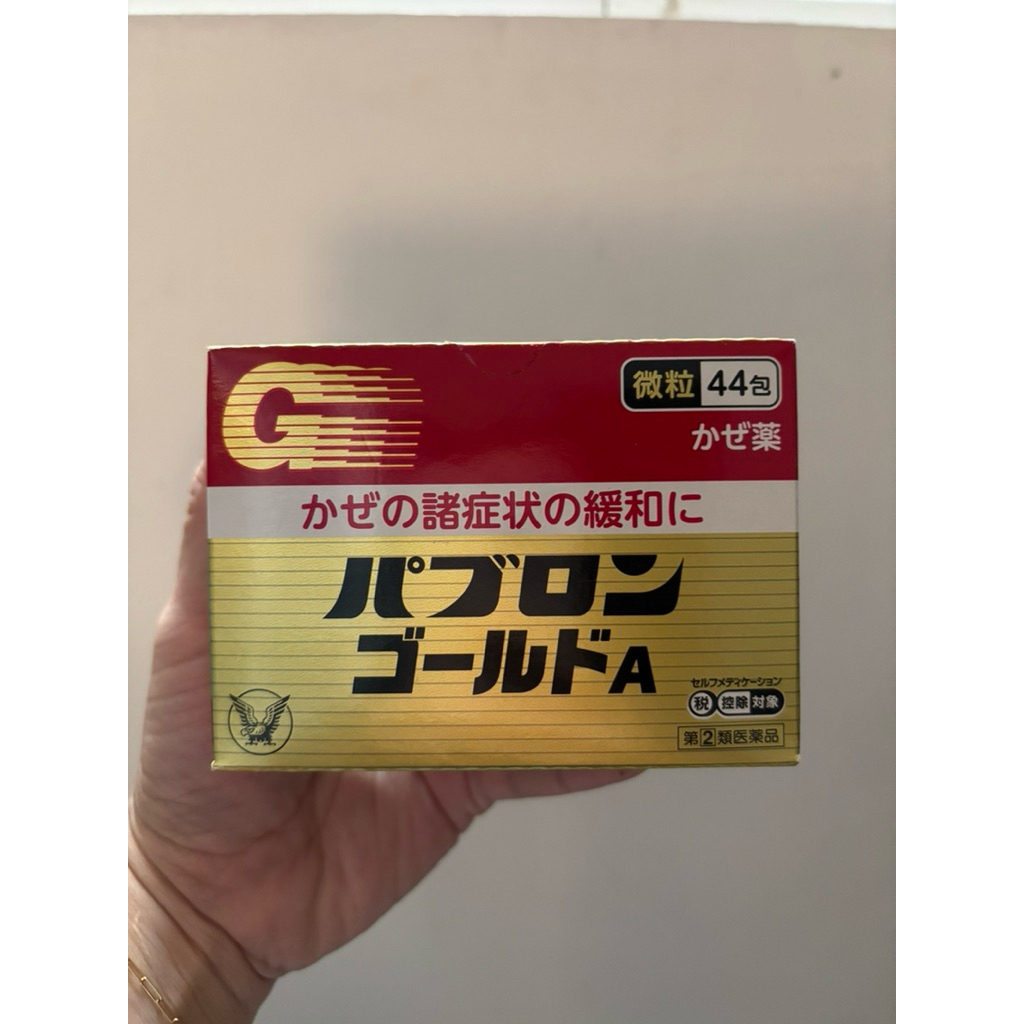 G
微粒 44包
かぜ薬
かぜの諸症状の緩和に
パブロン
ゴールドA
セルフメディケーション
税 控除 対象
第2類医薬品